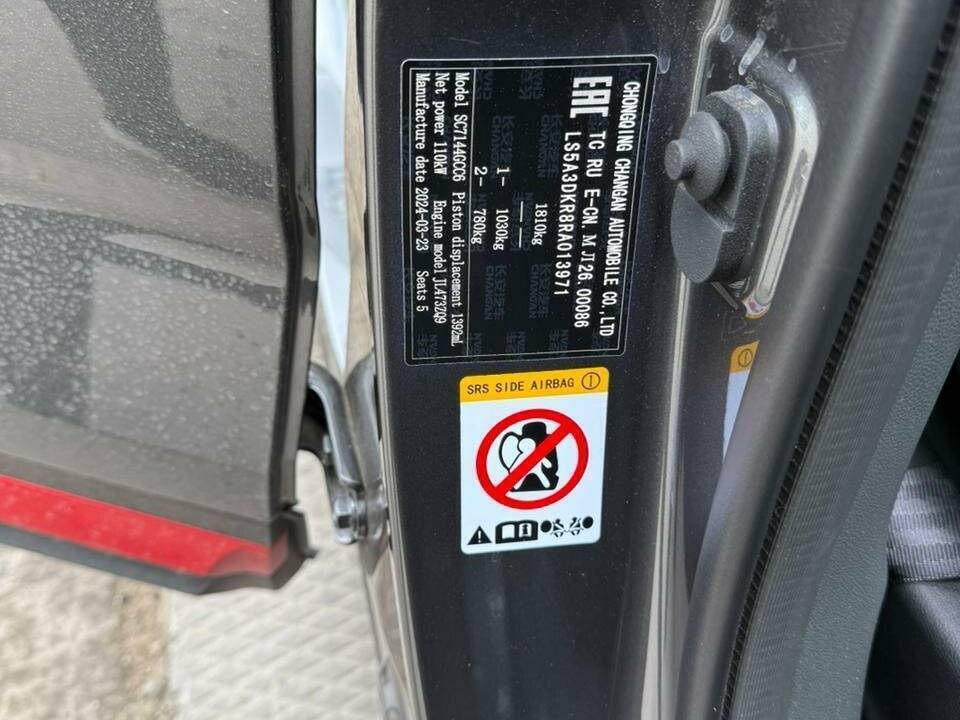 CHONGQING CHANGAN AUTOMOBILE CO.,LTD
EAC TC RU E-CN.MJI26.00086
LS5A3DKR8RA013971
1810kg
— —
1- 1030kg
2- 780kg
Model SC7144GCC6 Piston displacement 1392mL
Net power 110kW Engine model JL473ZQ9
Manufacture date 2024-03-23 Seats 5
SRS SIDE AIRBAG